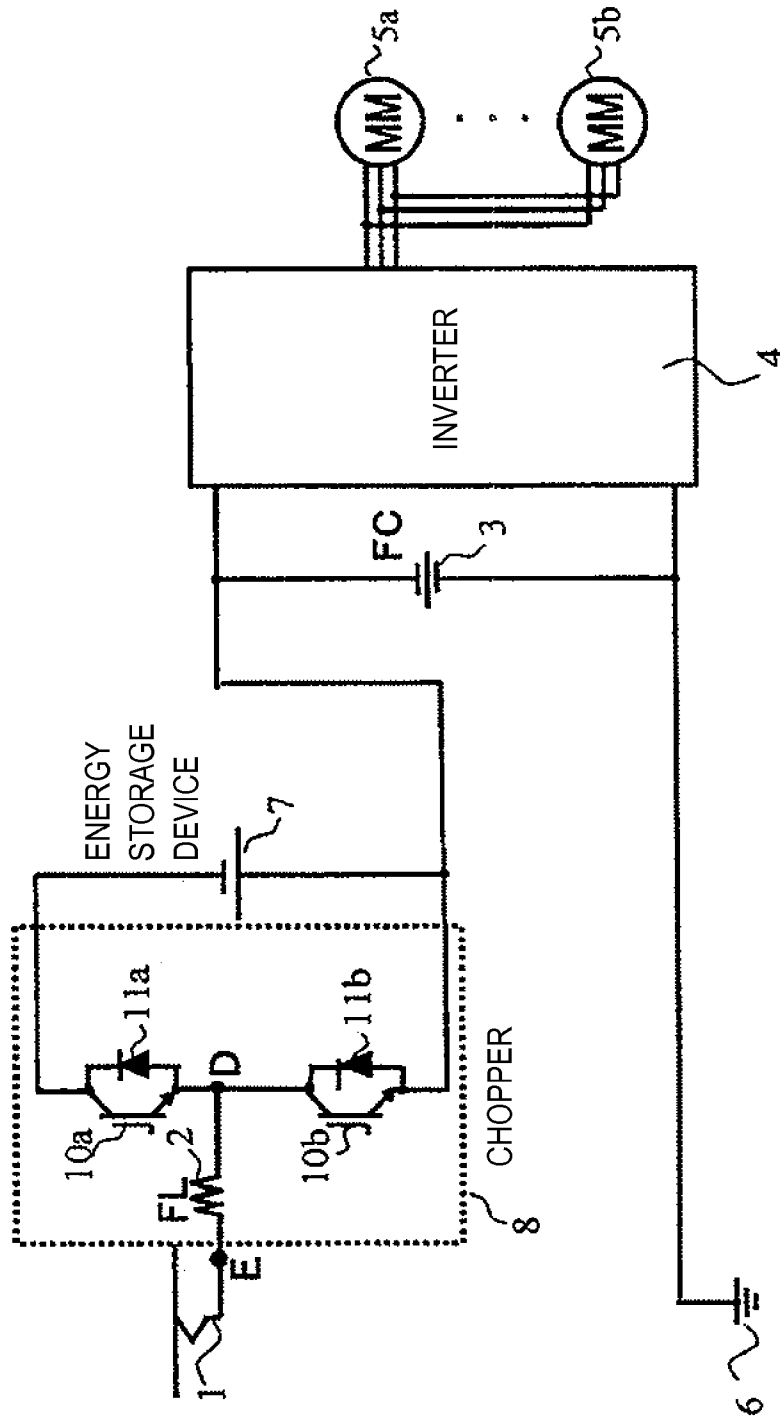 ENERGY
STORAGE
DEVICE
7
10a
11a
FL
2
D
E
1
10b
11b
8
CHOPPER
FC
3
INVERTER
4
MM
5a
MM
5b
6